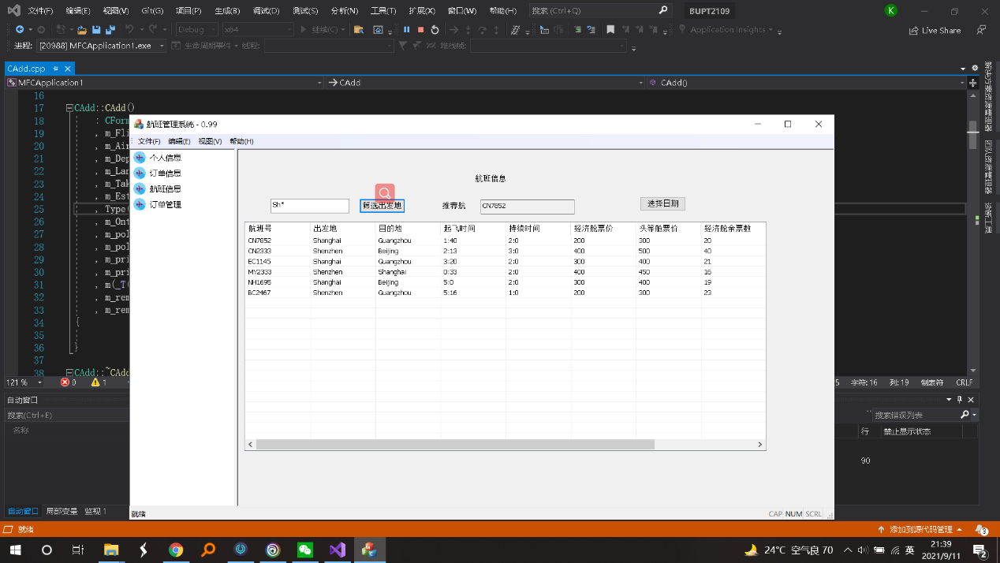 文件(F) 编辑(E) 视图(V) Git(G) 项目(P) 生成(B) 调试(D) 测试(S) 分析(N) 工具(T) 扩展(X) 窗口(W) 帮助(H) 搜索 (Ctrl+Q) BUPT2109 K
Debug x64 继续(C) Application Insights Live Share
进程: [20988] MFCApplication1.exe 生命周期事件 线程: 堆栈帧:
CAdd.cpp
MFCApplication1 CAdd CAdd()
16
17 CAdd::CAdd()
18 : CForm
19 , m_Fli
20 , m_Air
21 , m_Dep
22 , m_Lan
23 , m_Tak
24 , m_Est
25 , Type(
26 , m_Ont
27 , m_pol
28 , m_pol
29 , m_pri
30 , m_pri
31 , m(_T(
32 , m_rem
33 , m_rem
34 {
35
36 }
37
38 CAdd::~CAdd
航班管理系统 - 0.99
文件(F) 编辑(E) 视图(V) 帮助(H)
个人信息
订单信息
航班信息
订单管理
航班信息
Sh* 筛选出发地 推荐航 CN7852 选择日期
航班号 出发地 目的地 起飞时间 持续时间 经济舱票价 头等舱票价 经济舱余票数
CN7852 Shanghai Guangzhou 1:40 2:0 200 300 20
CN2333 Shenzhen Beijing 2:13 3:0 400 500 40
EC1145 Shanghai Guangzhou 3:20 2:0 300 400 21
MY2333 Shenzhen Shanghai 0:33 2:0 400 450 16
NH1695 Shanghai Beijing 5:0 2:0 300 400 19
BC2467 Shenzhen Guangzhou 5:16 1:0 200 300 23
就绪 CAP NUM SCRL
121 % 0 1 5 字符: 16 列: 19 制表符 CRLF
自动窗口
搜索(Ctrl+E) 搜索错误列表
名称 行 禁止显示状态
90
自动窗口 局部变量 监视 1
就绪 添加到源代码管理 3
24°C 空气良 70 英 21:39
2021/9/11 2